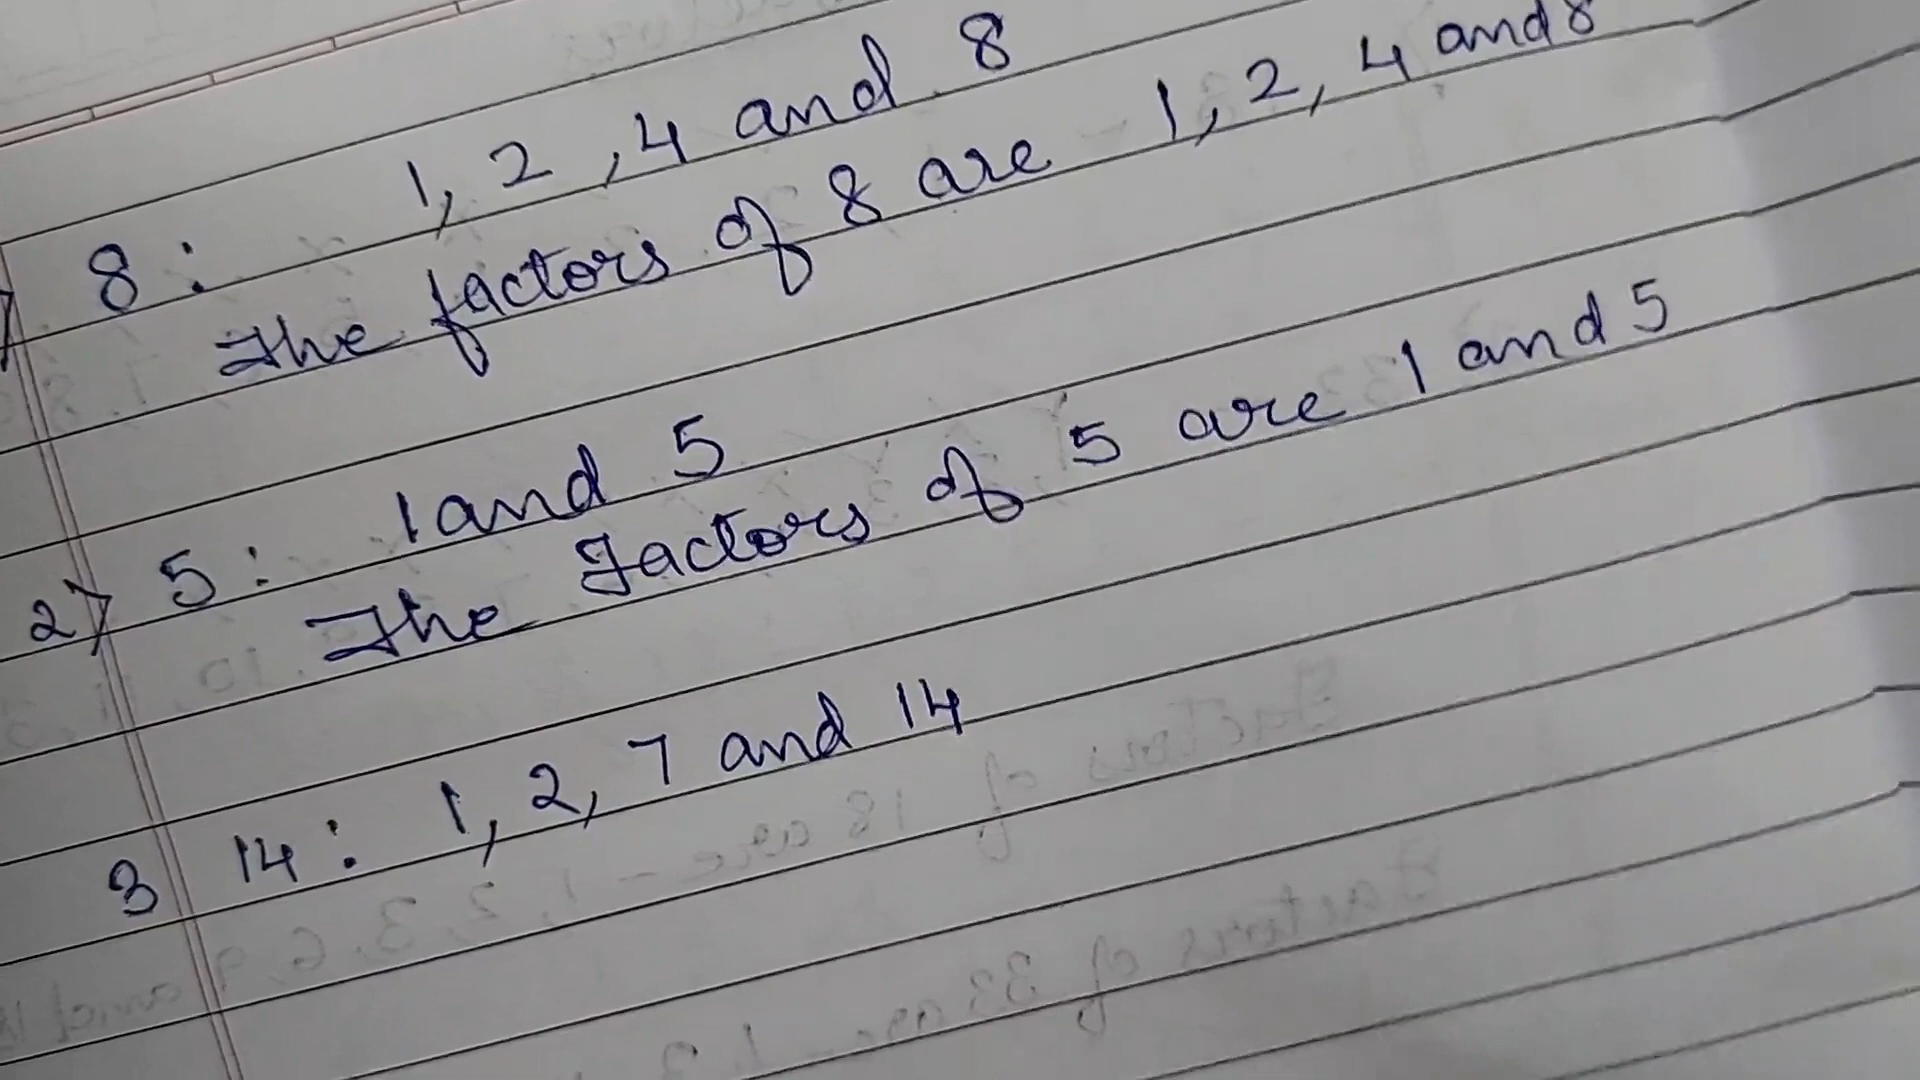 8: 1, 2, 4 and 8
The factors of 8 are 1, 2, 4 and 8
2) 5: 1 and 5
The Factors of 5 are 1 and 5
3 14: 1, 2, 7 and 14